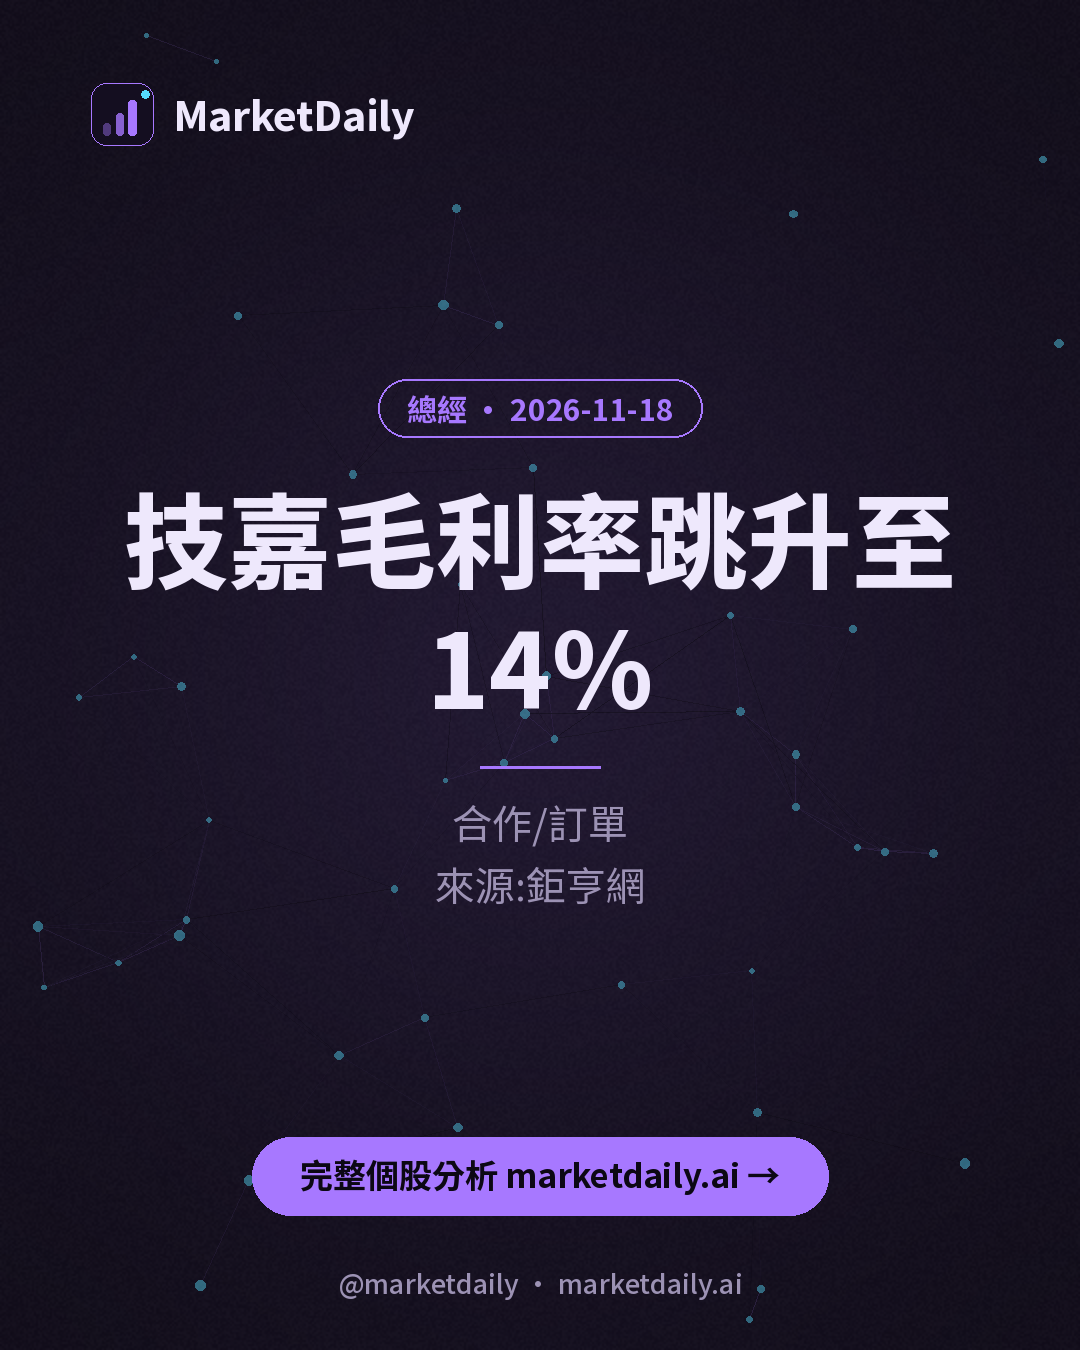 MarketDaily
總經 • 2026-11-18
技嘉毛利率跳升至
14%
合作/訂單
來源:鉅亨網
完整個股分析 marketdaily.ai →
@marketdaily • marketdaily.ai